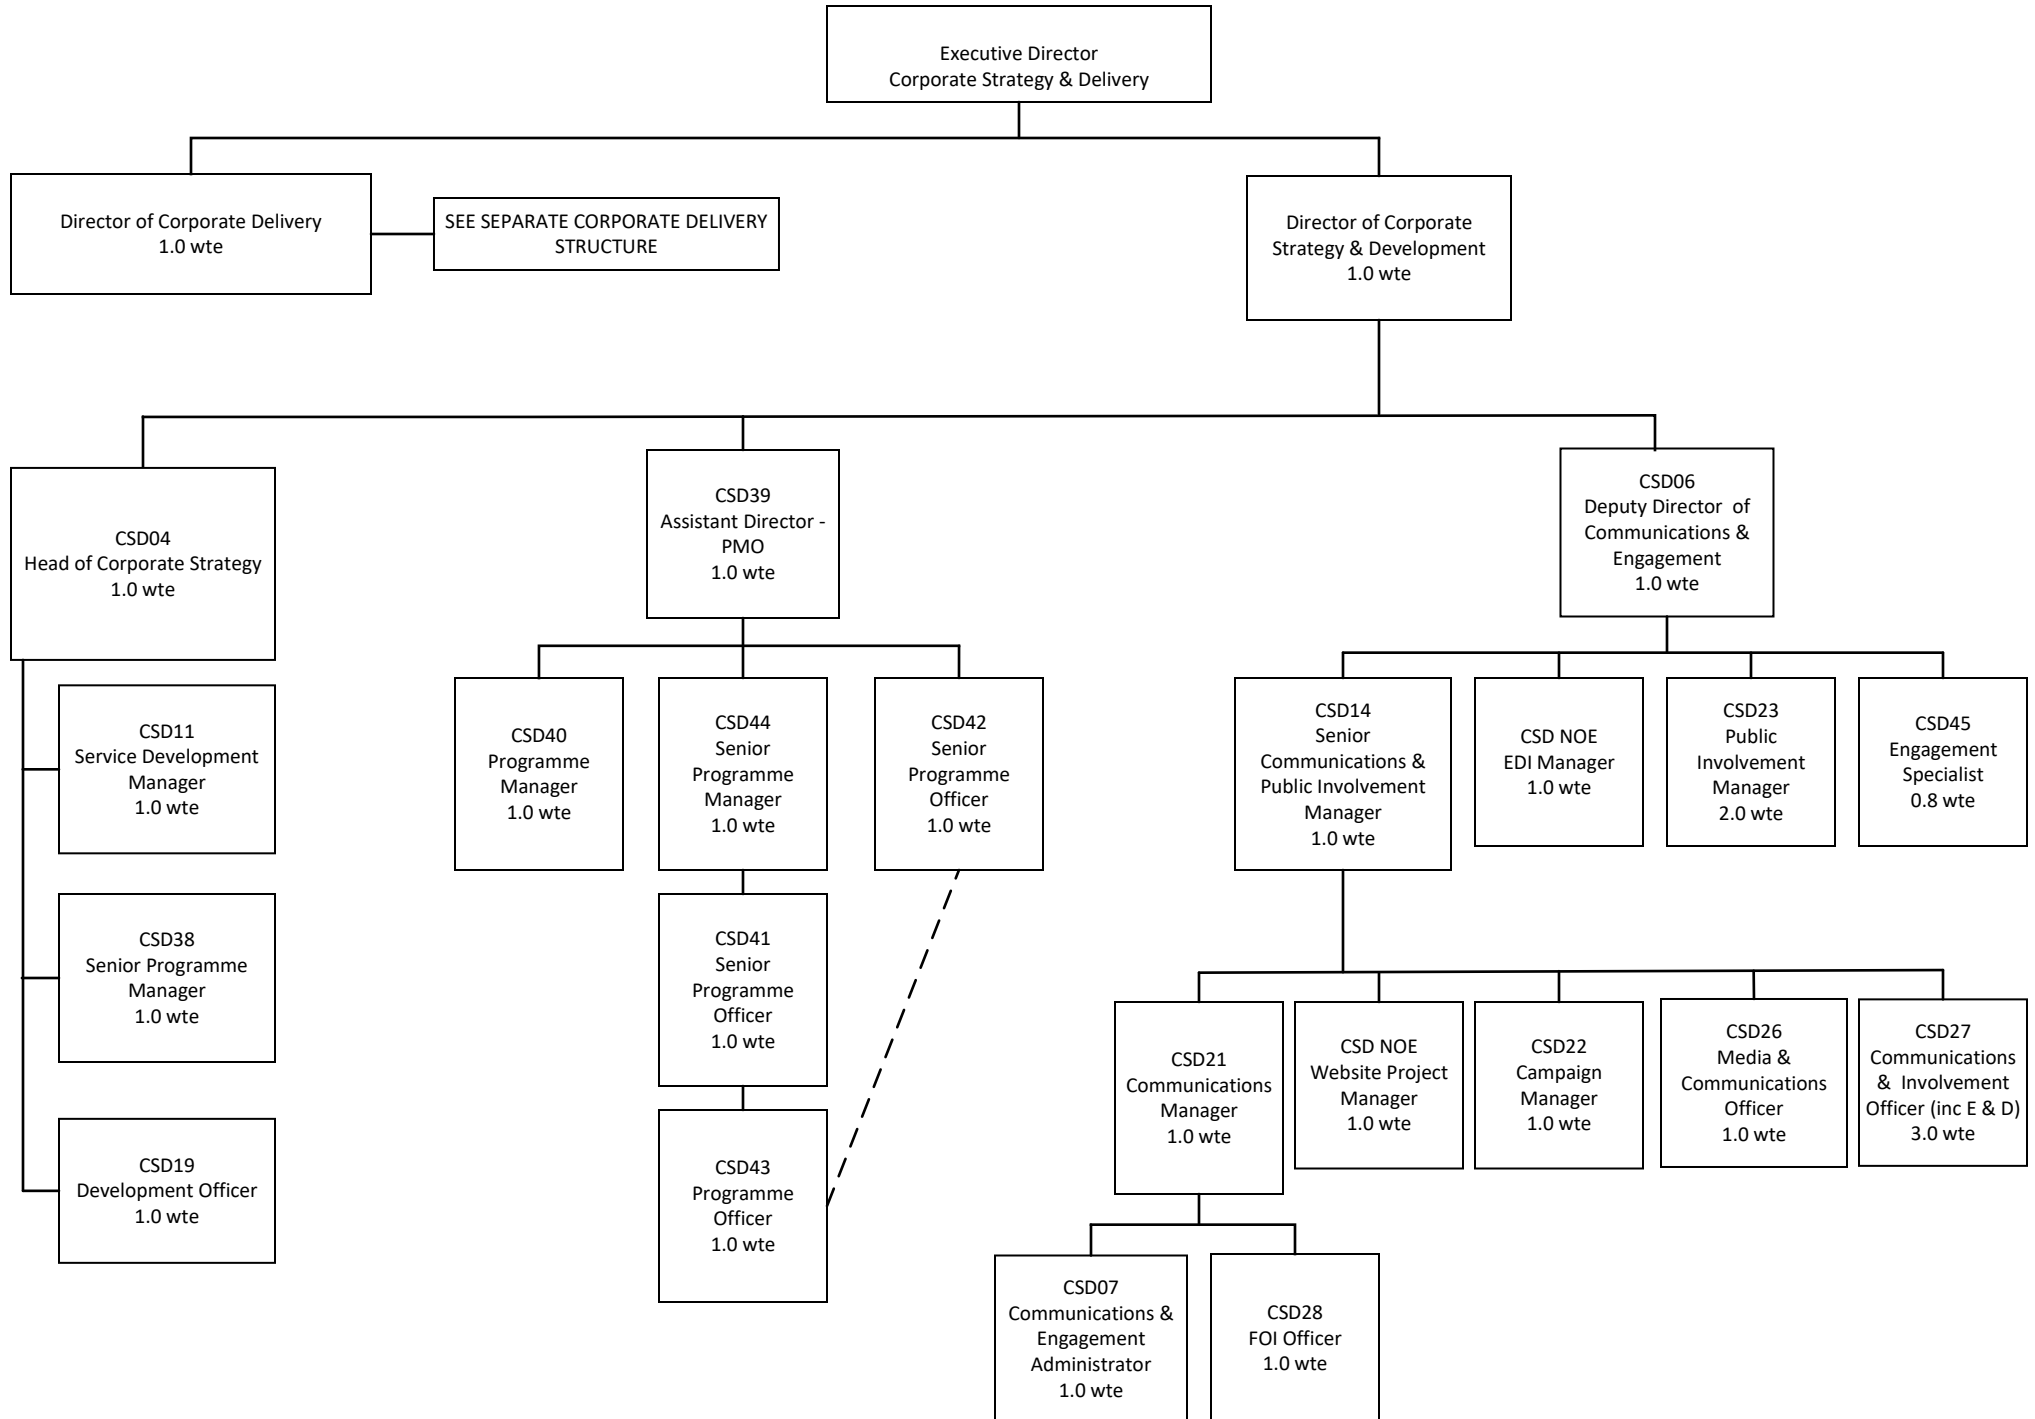 Executive Director
Corporate Strategy & Delivery
Director of Corporate Delivery
1.0 wte
SEE SEPARATE CORPORATE DELIVERY
STRUCTURE
Director of Corporate
Strategy & Development
1.0 wte
CSD04
Head of Corporate Strategy
1.0 wte
CSD39
Assistant Director -
PMO
1.0 wte
CSD06
Deputy Director of
Communications &
Engagement
1.0 wte
CSD11
Service Development
Manager
1.0 wte
CSD38
Senior Programme
Manager
1.0 wte
CSD19
Development Officer
1.0 wte
CSD40
Programme
Manager
1.0 wte
CSD44
Senior
Programme
Manager
1.0 wte
CSD42
Senior
Programme
Officer
1.0 wte
CSD41
Senior
Programme
Officer
1.0 wte
CSD43
Programme
Officer
1.0 wte
CSD14
Senior
Communications &
Public Involvement
Manager
1.0 wte
CSD NOE
EDI Manager
1.0 wte
CSD23
Public
Involvement
Manager
2.0 wte
CSD45
Engagement
Specialist
0.8 wte
CSD21
Communications
Manager
1.0 wte
CSD NOE
Website Project
Manager
1.0 wte
CSD22
Campaign
Manager
1.0 wte
CSD26
Media &
Communications
Officer
1.0 wte
CSD27
Communications
& Involvement
Officer (inc E & D)
3.0 wte
CSD07
Communications &
Engagement
Administrator
1.0 wte
CSD28
FOI Officer
1.0 wte